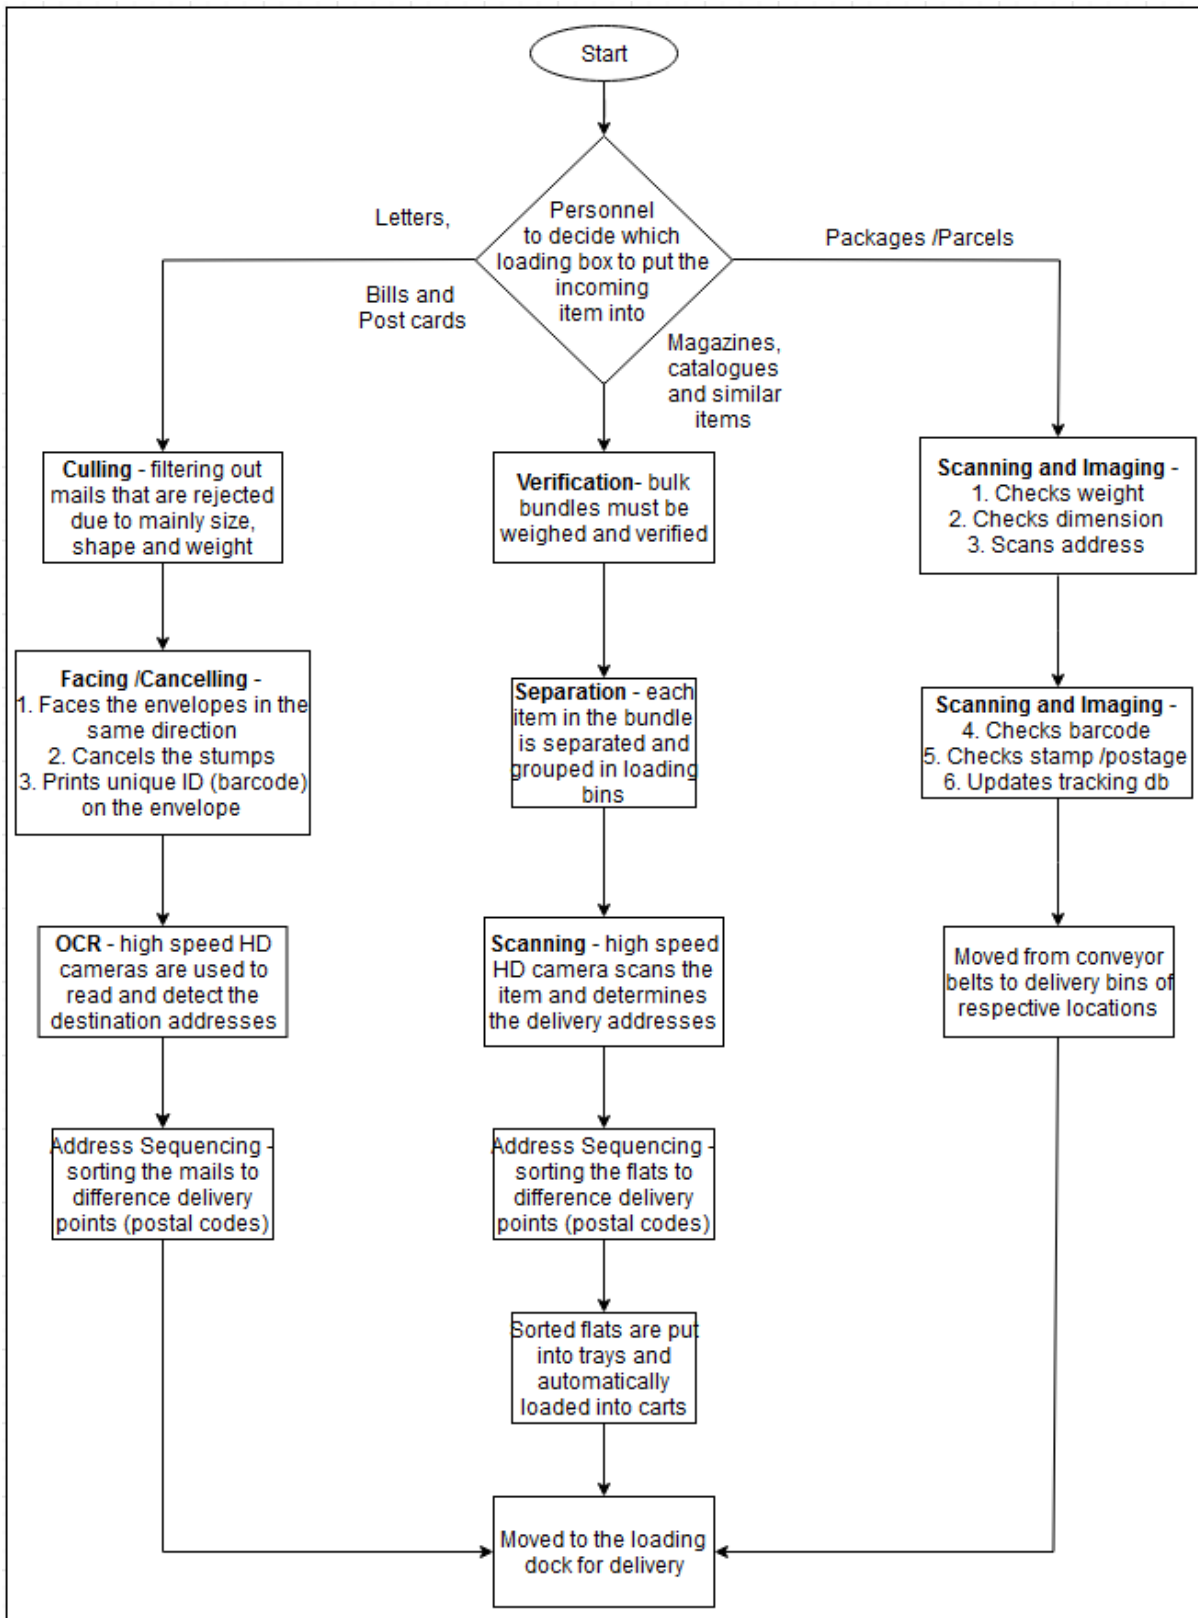 Start
Personnel
to decide which
loading box to put the
incoming
item into
Letters,
Bills and
Post cards
Packages /Parcels
Magazines,
catalogues
and similar
items
Culling - filtering out
mails that are rejected
due to mainly size,
shape and weight
Facing /Cancelling -
1. Faces the envelopes in the
same direction
2. Cancels the stumps
3. Prints unique ID (barcode)
on the envelope
OCR - high speed HD
cameras are used to
read and detect the
destination addresses
Address Sequencing -
sorting the mails to
difference delivery
points (postal codes)
Verification- bulk
bundles must be
weighed and verified
Separation - each
item in the bundle
is separated and
grouped in loading
bins
Scanning - high speed
HD camera scans the
item and determines
the delivery addresses
Address Sequencing -
sorting the flats to
difference delivery
points (postal codes)
Sorted flats are put
into trays and
automatically
loaded into carts
Scanning and Imaging -
1. Checks weight
2. Checks dimension
3. Scans address
Scanning and Imaging -
4. Checks barcode
5. Checks stamp /postage
6. Updates tracking db
Moved from conveyor
belts to delivery bins of
respective locations
Moved to the loading
dock for delivery